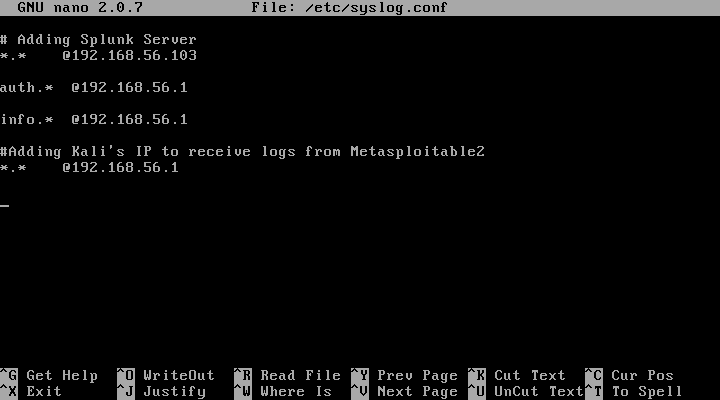 GNU nano 2.0.7 File: /etc/syslog.conf
# Adding Splunk Server
*.* @192.168.56.103
auth.* @192.168.56.1
info.* @192.168.56.1
#Adding Kali's IP to receive logs from Metasploitable2
*.* @192.168.56.1
^G Get Help ^O WriteOut ^R Read File ^Y Prev Page ^K Cut Text ^C Cur Pos
^X Exit ^J Justify ^W Where Is ^V Next Page ^U UnCut Text ^T To Spell